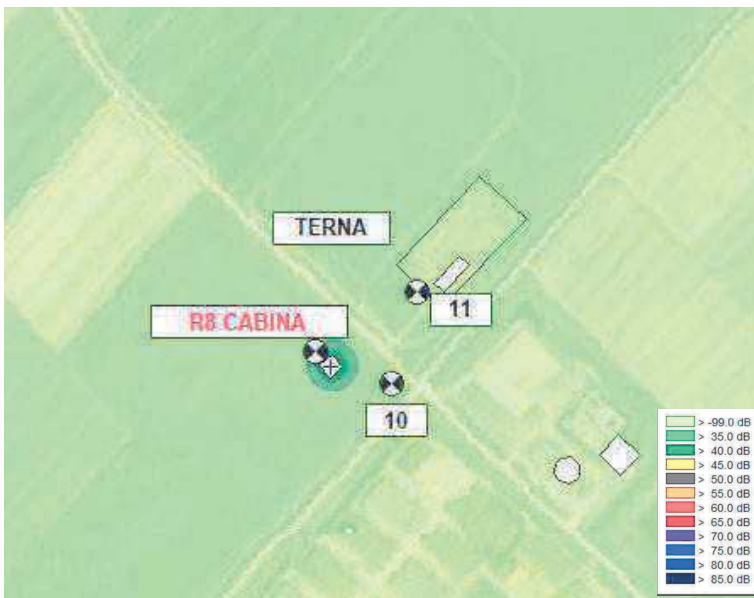 TERNA
11
R8 CABINA
10
> -99.0 dB
> 35.0 dB
> 40.0 dB
> 45.0 dB
> 50.0 dB
> 55.0 dB
> 60.0 dB
> 65.0 dB
> 70.0 dB
> 75.0 dB
> 80.0 dB
> 85.0 dB